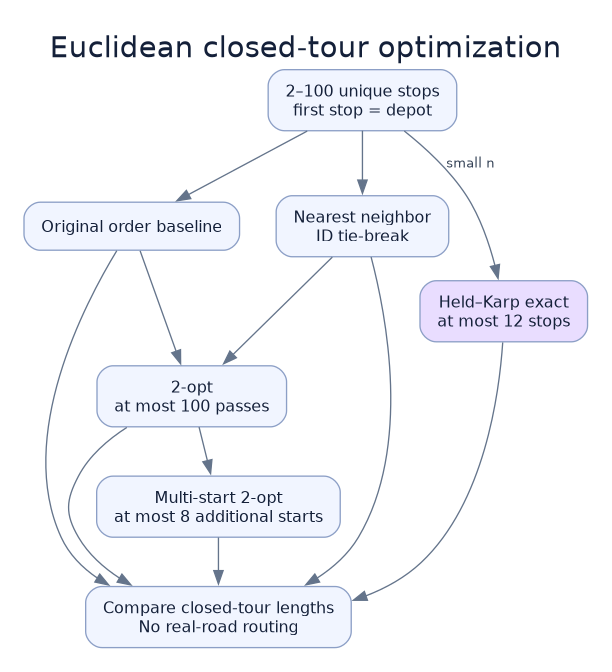 Euclidean closed-tour optimization
2–100 unique stops
first stop = depot
small n
Original order baseline
Nearest neighbor
ID tie-break
Held–Karp exact
at most 12 stops
2-opt
at most 100 passes
Multi-start 2-opt
at most 8 additional starts
Compare closed-tour lengths
No real-road routing